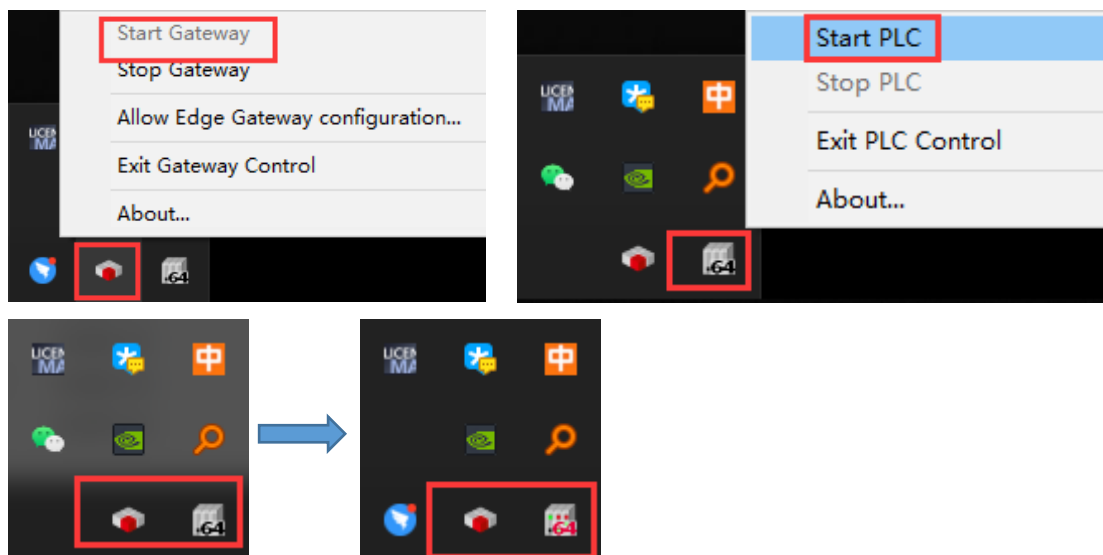 Start Gateway
Stop Gateway
Allow Edge Gateway configuration...
Exit Gateway Control
About...
.64
Start PLC
Stop PLC
Exit PLC Control
About...
中
.64
中
.64
中
.64